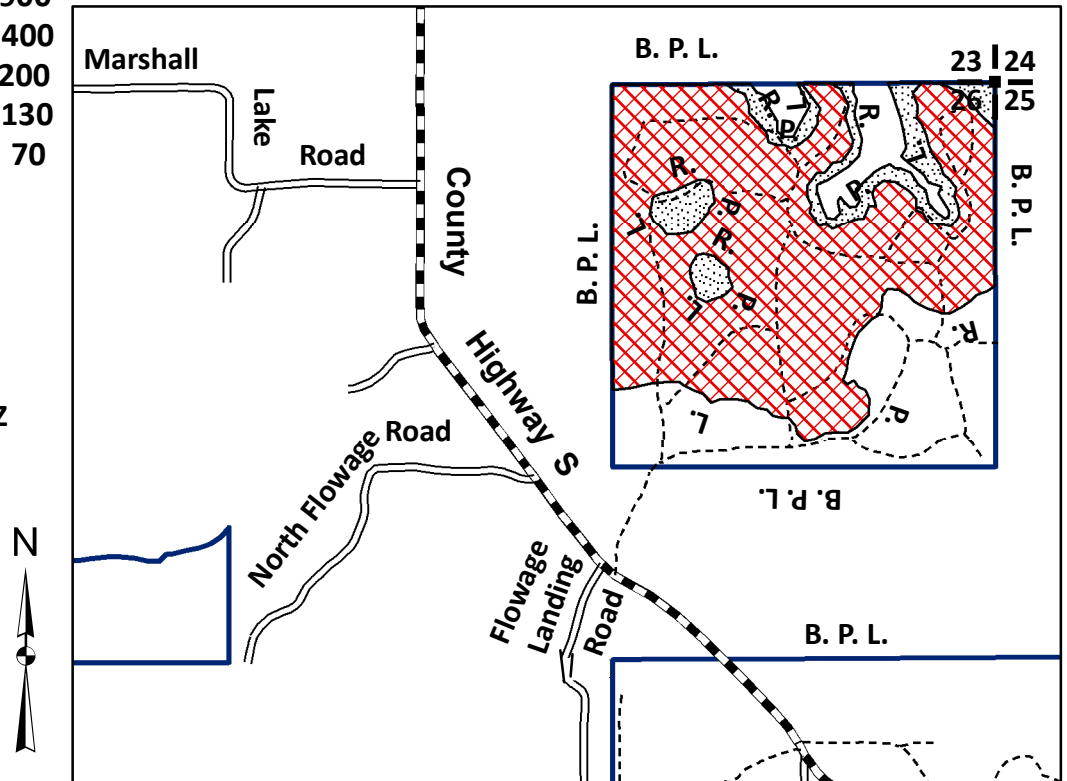 400
200
130
70
Marshall
Lake
Road
County
Highway S
North Flowage Road
Flowage
Landing
Road
N
B. P. L.
23 24
26 25
B. P. L.
B. P. L.
B. P. L.
B. P. L.
R.
P.
L.
R.
P.
L.
R.
P.
L.
R.
P.
L.
R.
P.
L.
Z